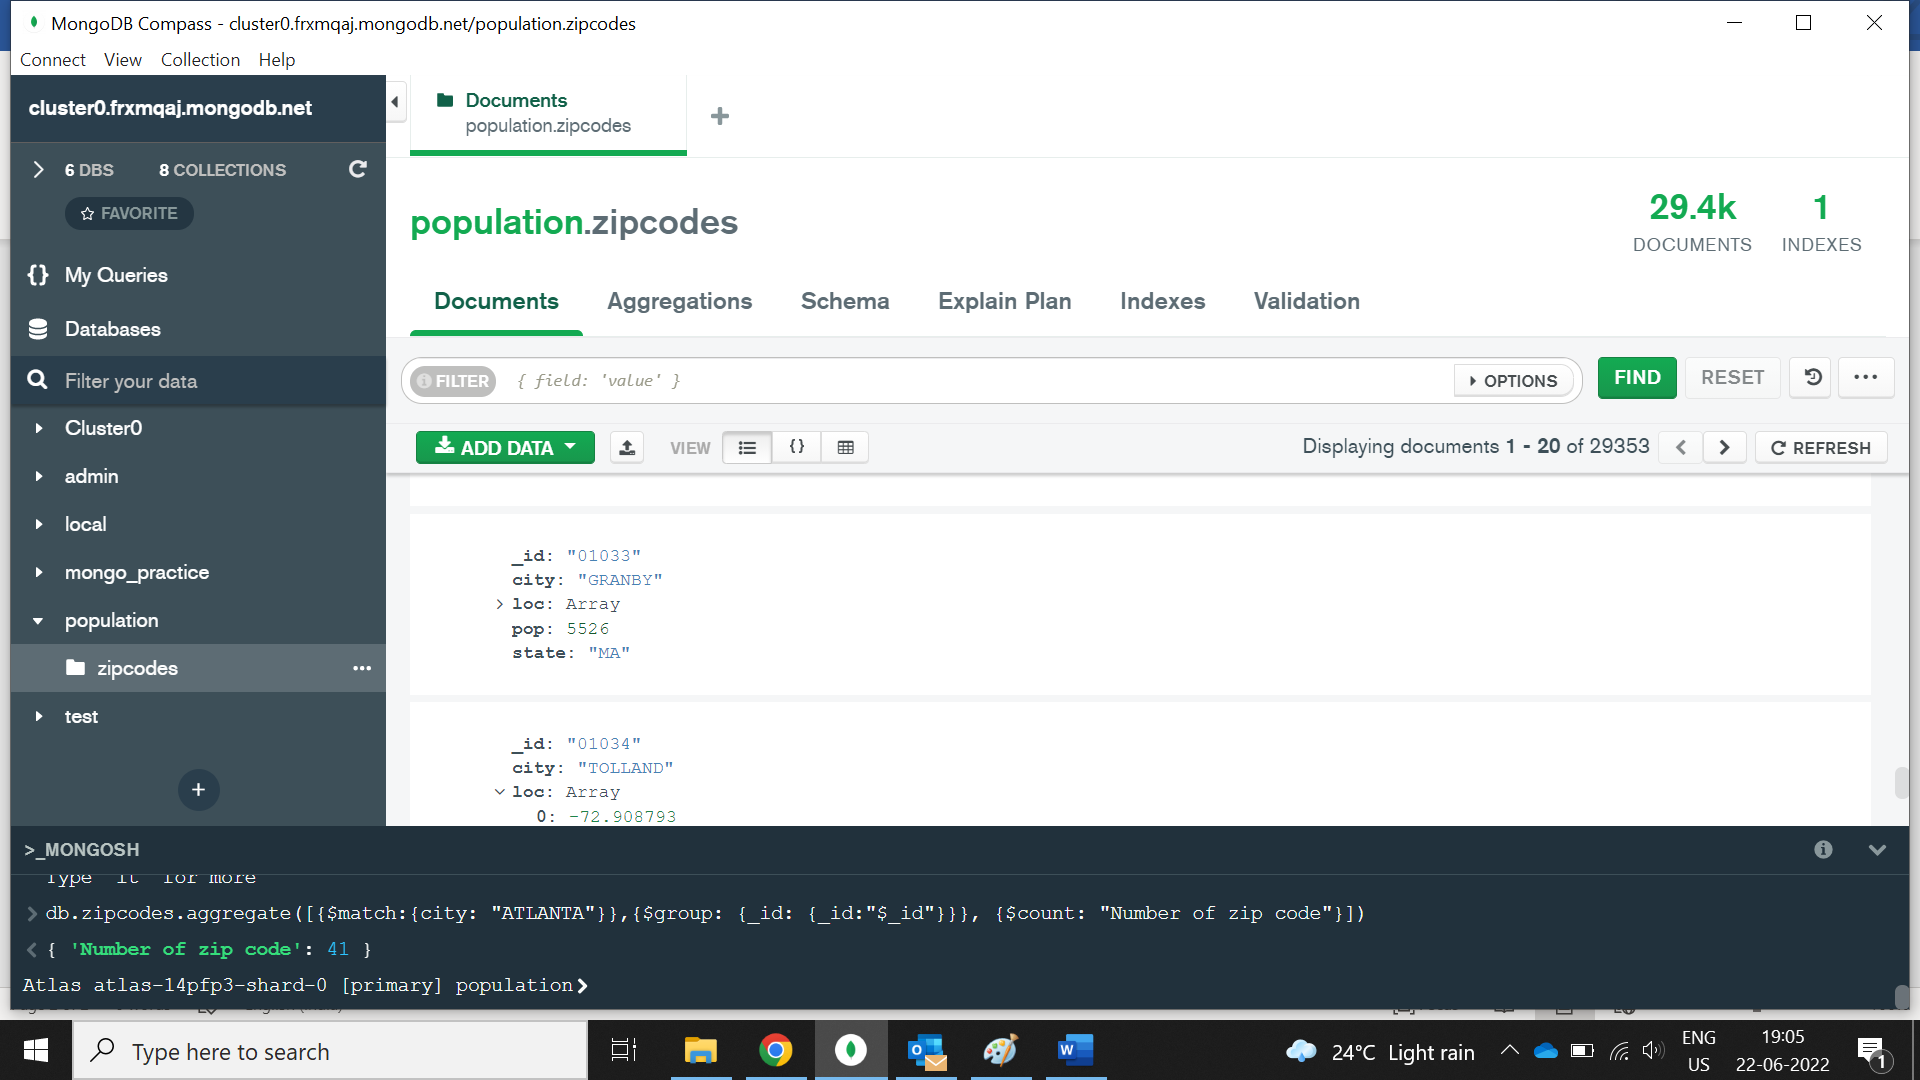 MongoDB Compass - cluster0.frxmqaj.mongodb.net/population.zipcodes
Connect View Collection Help
cluster0.frxmqaj.mongodb.net
6 DBS 8 COLLECTIONS
FAVORITE
{} My Queries
Databases
Filter your data
Cluster0
admin
local
mongo_practice
population
zipcodes
test
+
Documents
population.zipcodes
+
population.zipcodes
29.4k
DOCUMENTS
1
INDEXES
Documents Aggregations Schema Explain Plan Indexes Validation
FILTER { field: 'value' } OPTIONS FIND RESET
ADD DATA VIEW {} Displaying documents 1 - 20 of 29353 REFRESH
_id: "01033"
city: "GRANBY"
loc: Array
pop: 5526
state: "MA"
_id: "01034"
city: "TOLLAND"
loc: Array
0: -72.908793
>_MONGOSH
Type "it" for more
> db.zipcodes.aggregate([{$match:{city: "ATLANTA"}},{$group: {_id: {_id:"$_id"}}}, {$count: "Number of zip code"}])
< { 'Number of zip code': 41 }
Atlas atlas-14pfp3-shard-0 [primary] population>
Type here to search
24°C Light rain
ENG
US
19:05
22-06-2022
1